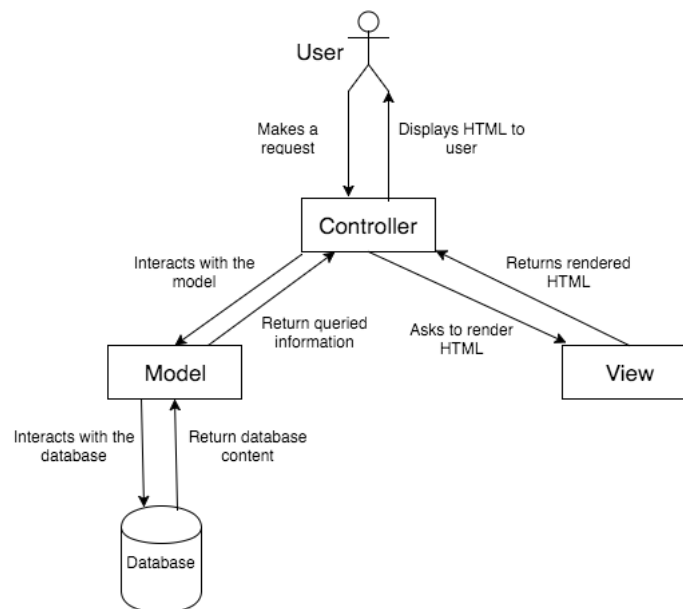 User
Makes a
request
Displays HTML to
user
Controller
Interacts with the
model
Returns rendered
HTML
Return queried
information
Asks to render
HTML
Model
View
Interacts with the
database
Return database
content
Database